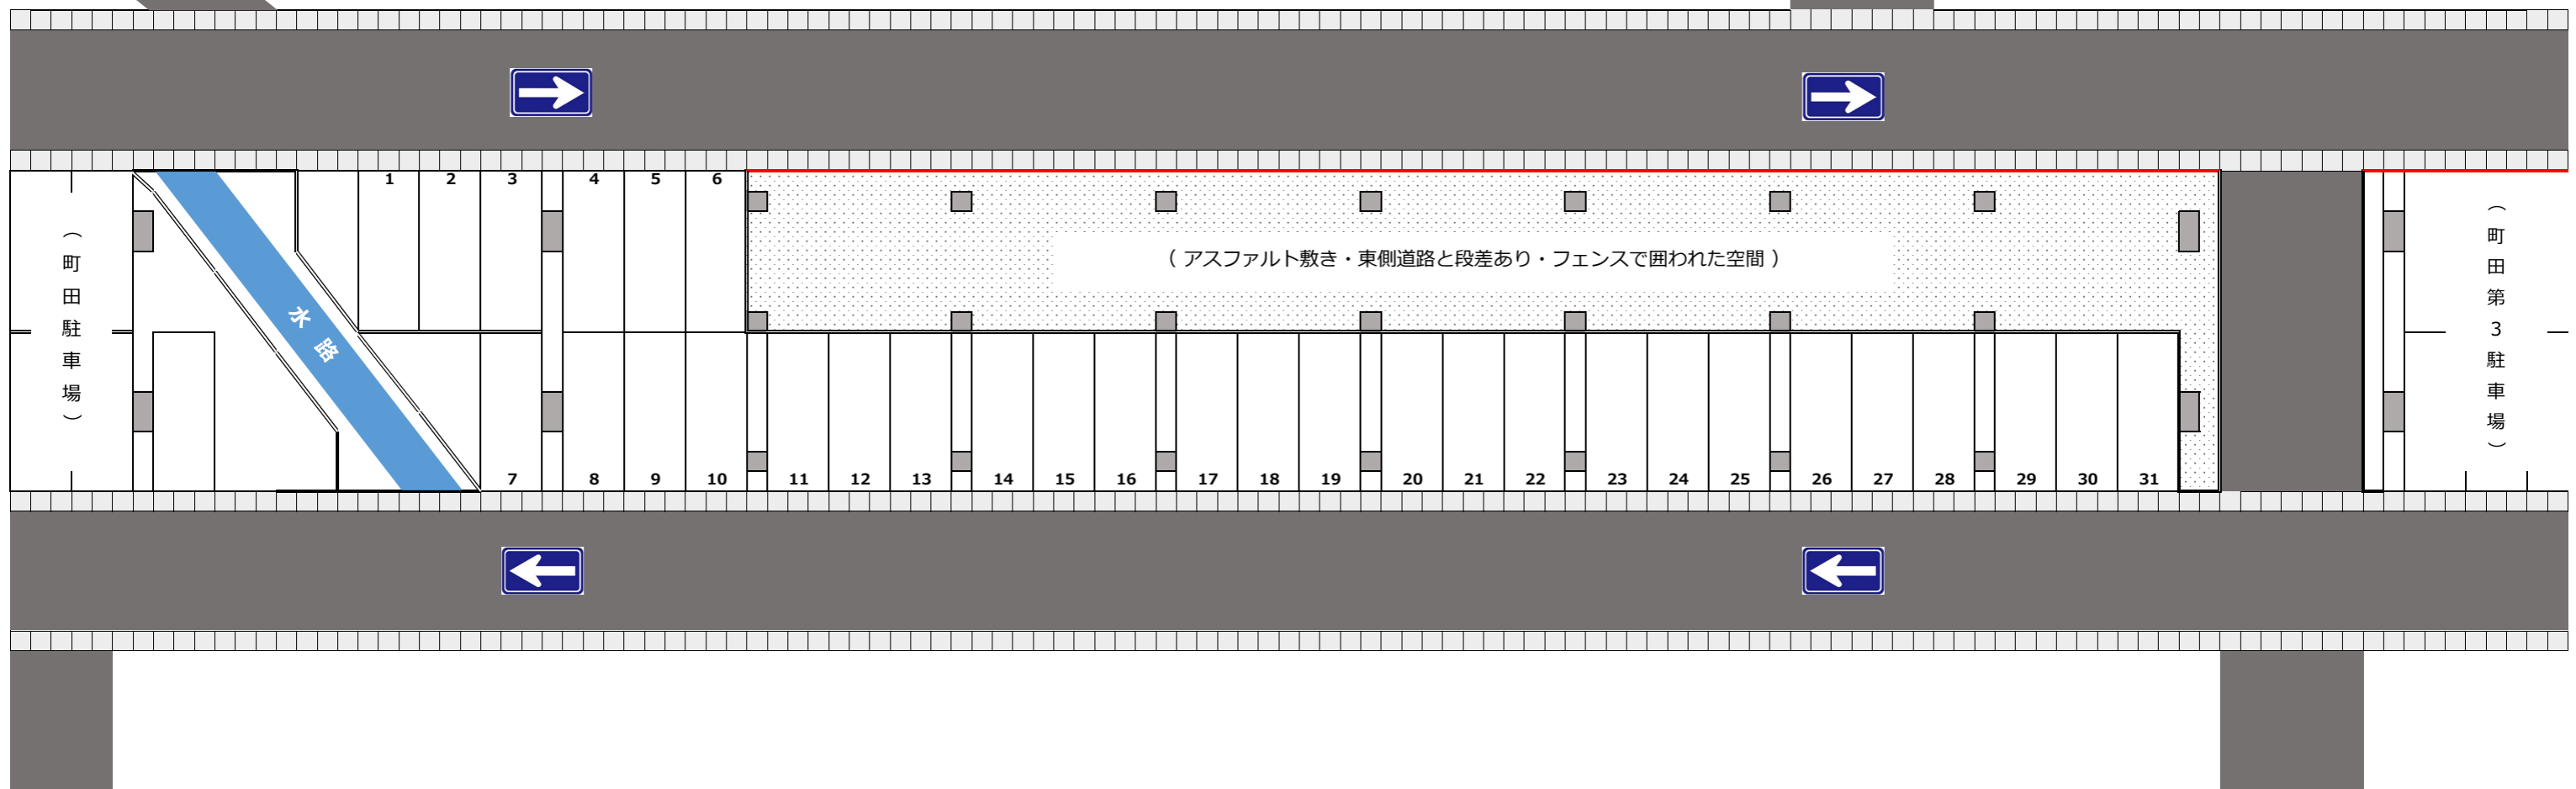 1 2 3 4 5 6
(アスファルト敷き・東側道路と段差あり・フェンスで囲われた空間)
(町田駐車場)
水路
(町田第3駐車場)
7 8 9 10 11 12 13 14 15 16 17 18 19 20 21 22 23 24 25 26 27 28 29 30 31